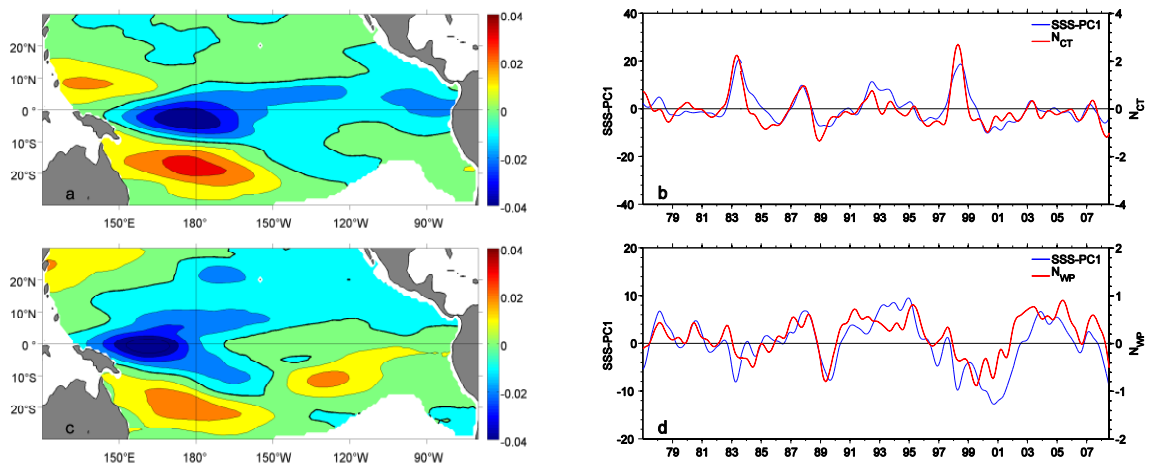 20°N
10°N
0°
10°S
20°S
a
150°E 180° 150°W 120°W 90°W
0.04
0.02
0
-0.02
-0.04
SSS-PC1
N_CT
40
20
0
-20
-40
SSS-PC1
4
2
0
-2
-4
N_CT
b
79 81 83 85 87 89 91 93 95 97 99 01 03 05 07
20°N
10°N
0°
10°S
20°S
c
150°E 180° 150°W 120°W 90°W
0.04
0.02
0
-0.02
-0.04
SSS-PC1
N_WP
20
10
0
-10
-20
SSS-PC1
2
1
0
-1
-2
N_WP
d
79 81 83 85 87 89 91 93 95 97 99 01 03 05 07